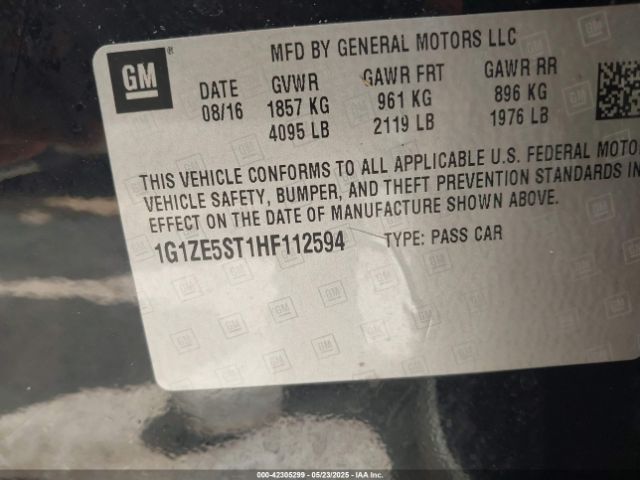 GM
®
MFD BY GENERAL MOTORS LLC
DATE GVWR GAWR FRT GAWR RR
08/16 1857 KG 961 KG 896 KG
4095 LB 2119 LB 1976 LB
THIS VEHICLE CONFORMS TO ALL APPLICABLE U.S. FEDERAL MOTO
VEHICLE SAFETY, BUMPER, AND THEFT PREVENTION STANDARDS IN
EFFECT ON THE DATE OF MANUFACTURE SHOWN ABOVE.
1G1ZE5ST1HF112594 TYPE: PASS CAR
000-42305299 - 05/23/2025 - IAA Inc.